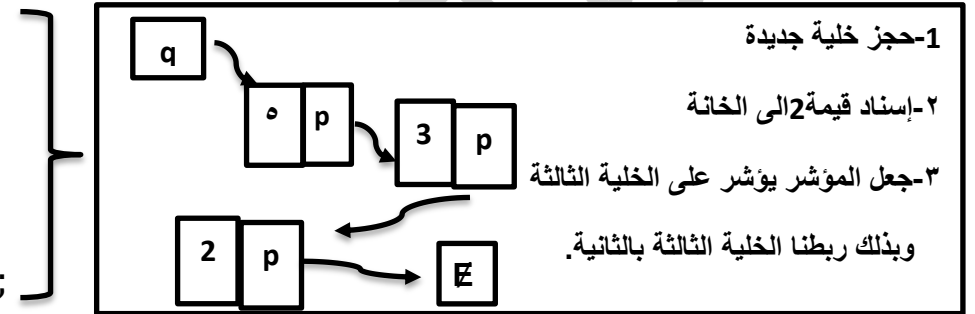 1-حجز خلية جديدة
٢-إسناد قيمة2الى الخانة
٣-جعل المؤشر يؤشر على الخلية الثالثة
وبذلك ربطنا الخلية الثالثة بالثانية.
q
٥ p
3 p
2 p
;